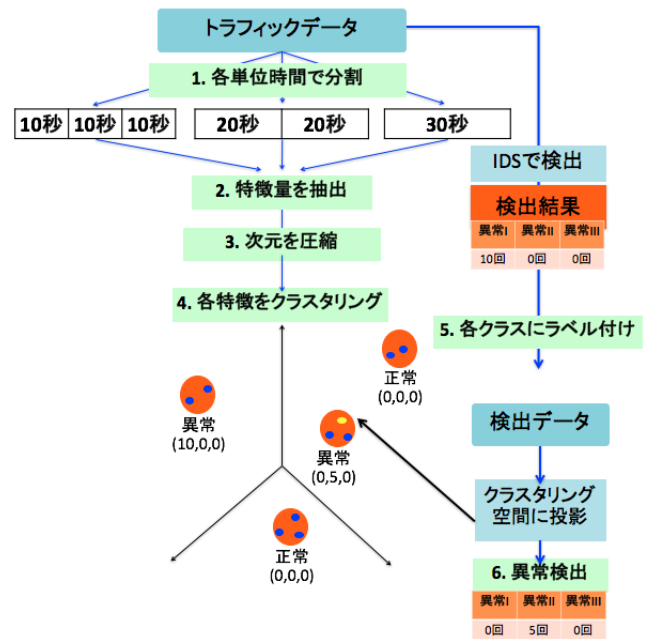 トラフィックデータ
1. 各単位時間で分割
10秒 10秒 10秒 20秒 20秒 30秒
2. 特徴量を抽出
3. 次元を圧縮
4. 各特徴をクラスタリング
IDSで検出
検出結果
異常I 異常II 異常III
10回 0回 0回
5. 各クラスにラベル付け
正常
(0,0,0)
異常
(10,0,0)
異常
(0,5,0)
正常
(0,0,0)
検出データ
クラスタリング
空間に投影
6. 異常検出
異常I 異常II 異常III
0回 5回 0回